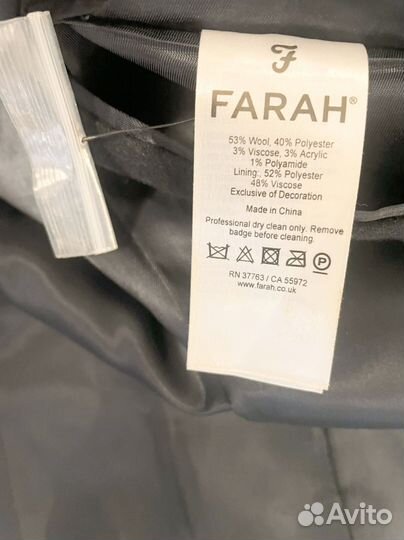 FARAH®
53% Wool, 40% Polyester
3% Viscose, 3% Acrylic
1% Polyamide
Lining: 52% Polyester
48% Viscose
Exclusive of Decoration
Made in China
Professional dry clean only. Remove
badge before cleaning.
P
RN 37763 / CA 55972
www.farah.co.uk
Avito